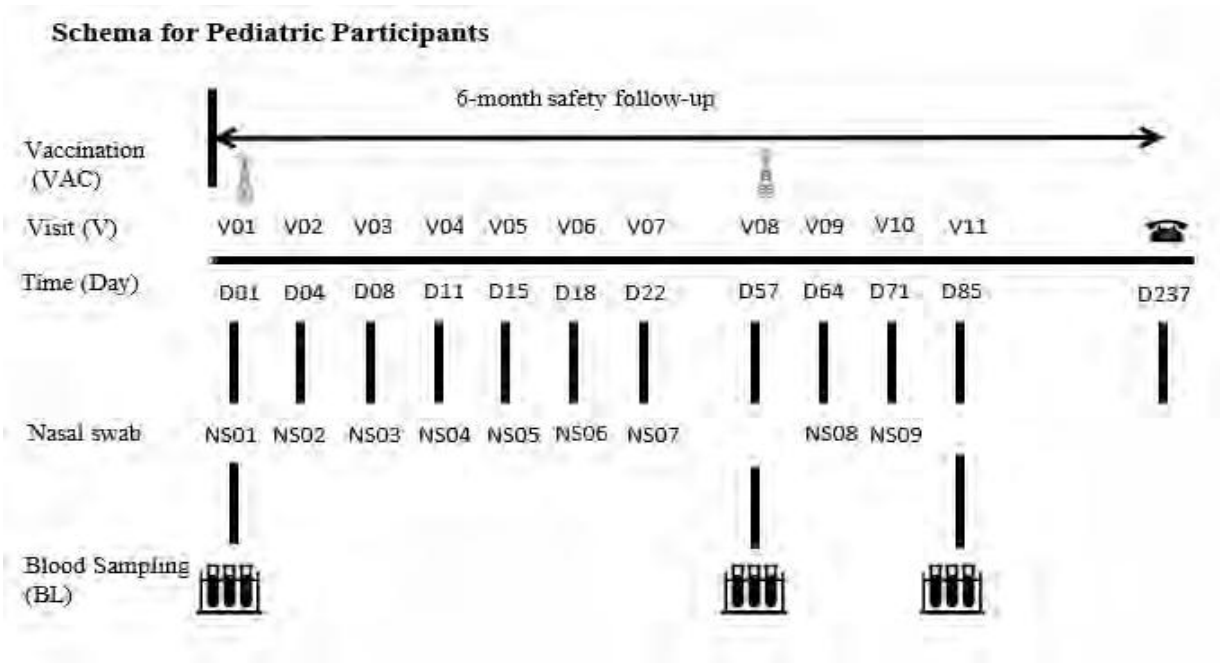 Schema for Pediatric Participants
6-month safety follow-up
Vaccination
(VAC)
Visit (V) V01 V02 V03 V04 V05 V06 V07 V08 V09 V10 V11
Time (Day) D01 D04 D08 D11 D15 D18 D22 D57 D64 D71 D85 D237
Nasal swab NS01 NS02 NS03 NS04 NS05 NS06 NS07 NS08 NS09
Blood Sampling
(BL)